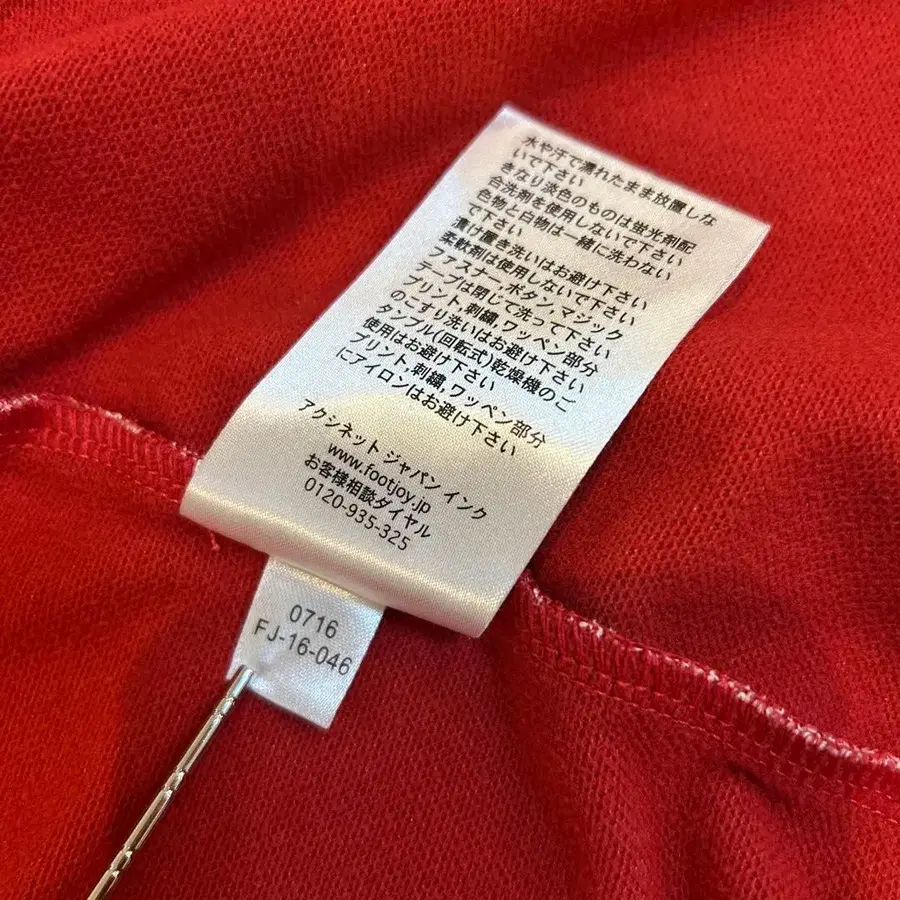 水や汗で濡れたまま放置しな
いで下さい
きなり淡色のものは蛍光剤配
合洗剤を使用しないで下さい
色物と白物は一緒に洗わない
で下さい
漬け置き洗いはお避け下さい
柔軟剤は使用しないで下さい
ファスナー,ボタン,マジック
テープは閉じて洗って下さい
プリント,刺繍,ワッペン部分
のこすり洗いはお避け下さい
タンブル(回転式)乾燥機のご
使用はお避け下さい
プリント,刺繍,ワッペン部分
にアイロンはお避け下さい
アクシネット ジャパン インク
www.footjoy.jp
お客様相談ダイヤル
0120-935-325
0716
FJ-16-046